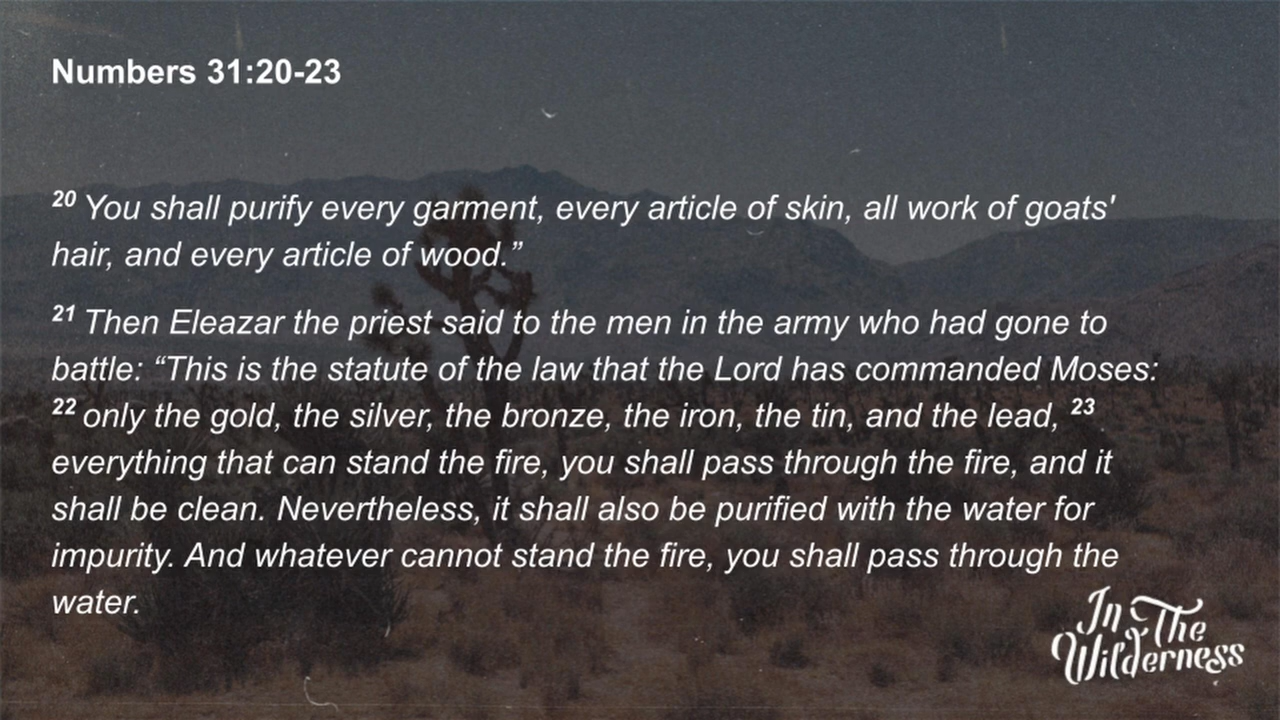 Numbers 31:20-23
20 You shall purify every garment, every article of skin, all work of goats'
hair, and every article of wood.”
21 Then Eleazar the priest said to the men in the army who had gone to
battle: “This is the statute of the law that the Lord has commanded Moses:
22 only the gold, the silver, the bronze, the iron, the tin, and the lead, 23
everything that can stand the fire, you shall pass through the fire, and it
shall be clean. Nevertheless, it shall also be purified with the water for
impurity. And whatever cannot stand the fire, you shall pass through the
water.
In The
Wilderness